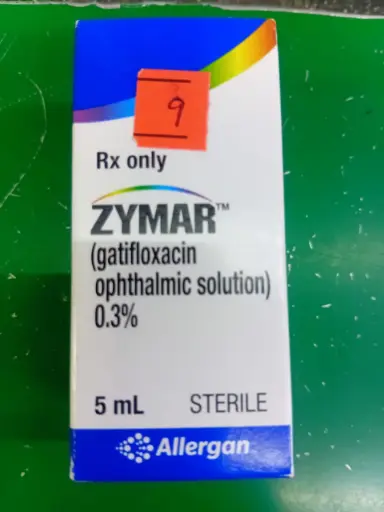 9
Rx only
ZYMAR™
(gatifloxacin
ophthalmic solution)
0.3%
5 mL STERILE
Allergan